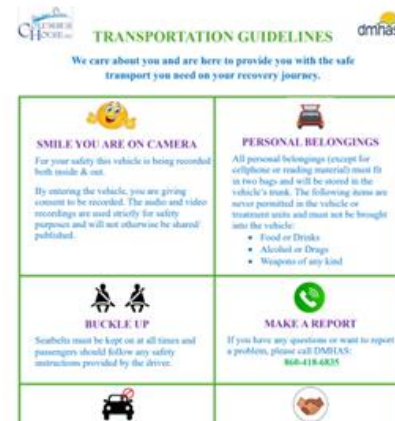 COLUMBUS
HOUSE
TRANSPORTATION GUIDELINES
dmhas
We care about you and are here to provide you with the safe
transport you need on your recovery journey.
SMILE YOU ARE ON CAMERA
For your safety this vehicle is being recorded
both inside & out.
By entering the vehicle, you are giving
consent to be recorded. The audio and video
recordings are used strictly for safety
purposes and will not otherwise be shared/
published.
PERSONAL BELONGINGS
All personal belongings (except for
cellphone or reading material) must fit
in two bags and will be stored in the
vehicle's trunk. The following items are
never permitted in the vehicle or
treatment units and must not be brought
into the vehicle:
• Food or Drinks
• Alcohol or Drugs
• Weapons of any kind
BUCKLE UP
Seatbelts must be kept on at all times and
passengers should follow any safety
instructions provided by the driver.
MAKE A REPORT
If you have any questions or want to report
a problem, please call DMHAS:
860-418-6835